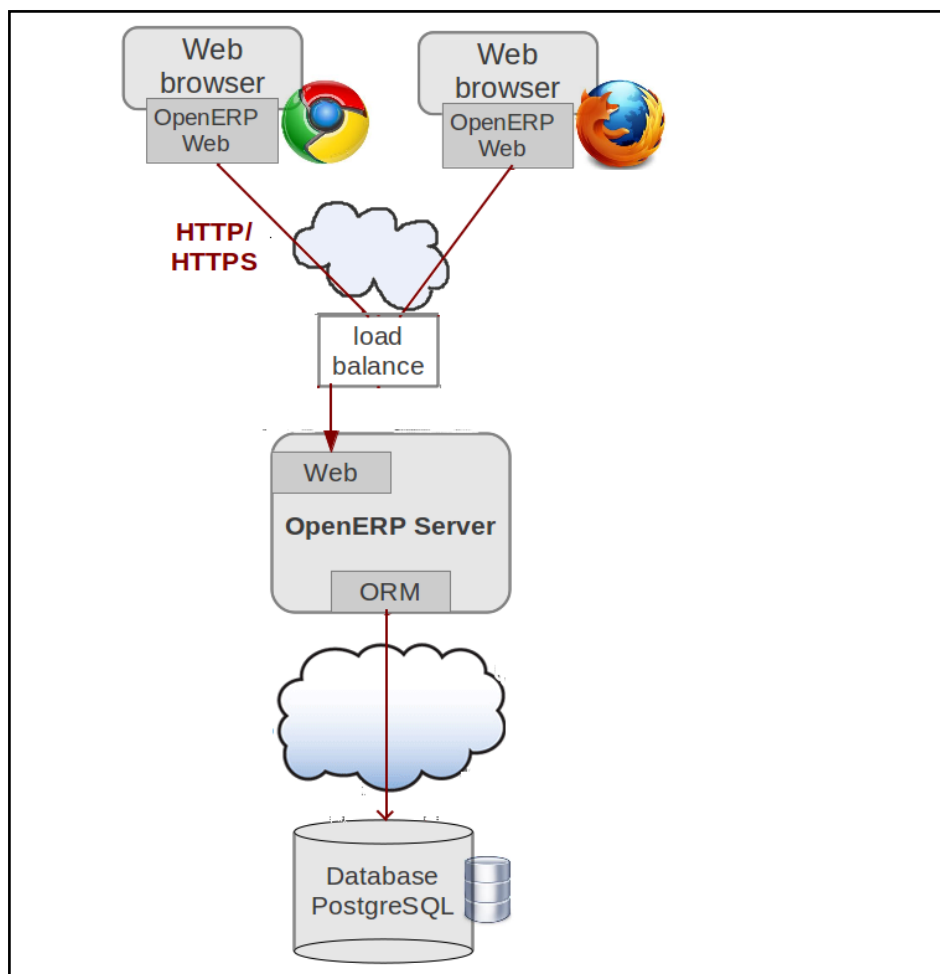 Web
browser
OpenERP
Web
Web
browser
OpenERP
Web
HTTP/
HTTPS
load
balance
Web
OpenERP Server
ORM
Database
PostgreSQL